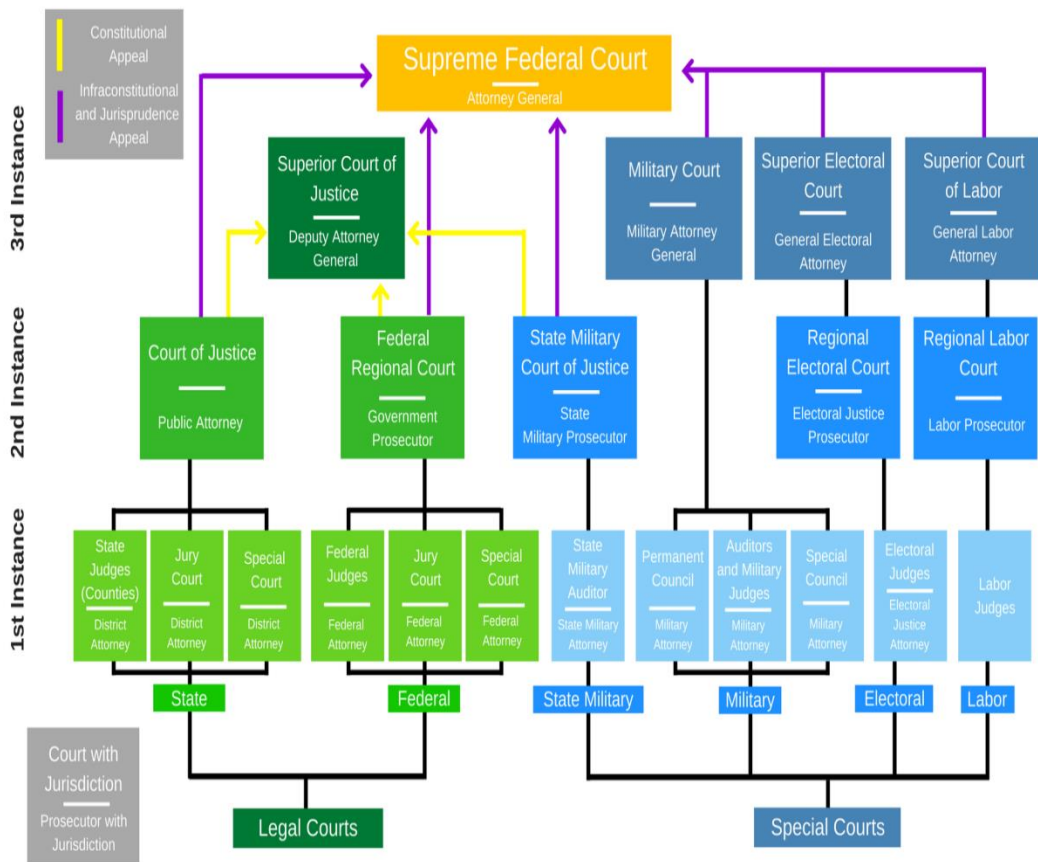 Constitutional
Appeal
Infraconstitutional
and Jurisprudence
Appeal
Supreme Federal Court
Attorney General
3rd Instance
Superior Court of
Justice
Deputy Attorney
General
Military Court
Military Attorney
General
Superior Electoral
Court
General Electoral
Attorney
Superior Court
of Labor
General Labor
Attorney
2nd Instance
Court of Justice
Public Attorney
Federal
Regional Court
Government
Prosecutor
State Military
Court of Justice
State
Military Prosecutor
Regional
Electoral Court
Electoral Justice
Prosecutor
Regional Labor
Court
Labor Prosecutor
1st Instance
State
Judges
(Counties)
District
Attorney
Jury
Court
District
Attorney
Special
Court
District
Attorney
Federal
Judges
Federal
Attorney
Jury
Court
Federal
Attorney
Special
Court
Federal
Attorney
State
Military
Auditor
State Military
Attorney
Permanent
Council
Military
Attorney
Auditors
and Military
Judges
Military
Attorney
Special
Council
Military
Attorney
Electoral
Judges
Electoral
Justice
Attorney
Labor
Judges
State
Federal
State Military
Military
Electoral
Labor
Court with
Jurisdiction
Prosecutor with
Jurisdiction
Legal Courts
Special Courts